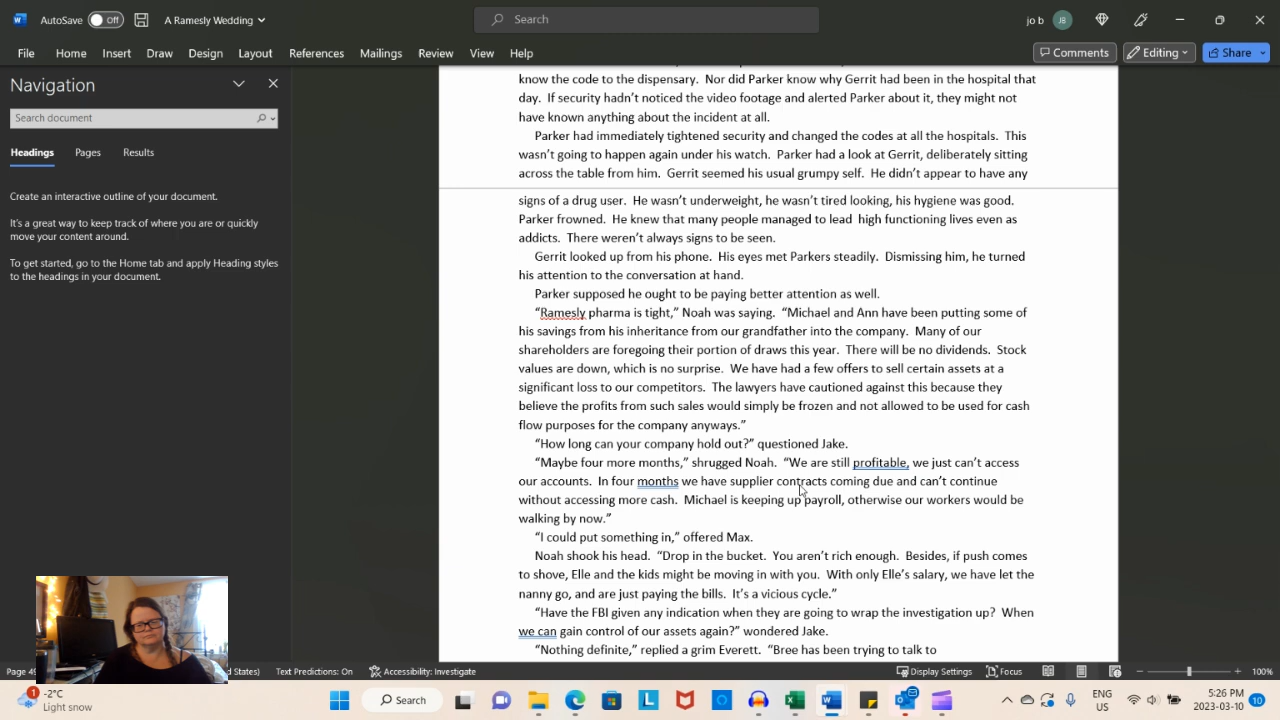 AutoSave Off A Ramesly Wedding Search jo b JB
File Home Insert Draw Design Layout References Mailings Review View Help Comments Editing Share
Navigation
Search document
Headings Pages Results
Create an interactive outline of your document.
It's a great way to keep track of where you are or quickly
move your content around.
To get started, go to the Home tab and apply Heading styles
to the headings in your document.
know the code to the dispensary.  Nor did Parker know why Gerrit had been in the hospital that
day.  If security hadn't noticed the video footage and alerted Parker about it, they might not
have known anything about the incident at all.
Parker had immediately tightened security and changed the codes at all the hospitals.  This
wasn't going to happen again under his watch.  Parker had a look at Gerrit, deliberately sitting
across the table from him.  Gerrit seemed his usual grumpy self.  He didn't appear to have any
signs of a drug user.  He wasn't underweight, he wasn't tired looking, his hygiene was good.
Parker frowned.  He knew that many people managed to lead  high functioning lives even as
addicts.  There weren't always signs to be seen.
Gerrit looked up from his phone.  His eyes met Parkers steadily.  Dismissing him, he turned
his attention to the conversation at hand.
Parker supposed he ought to be paying better attention as well.
“Ramesly pharma is tight,” Noah was saying.  “Michael and Ann have been putting some of
his savings from his inheritance from our grandfather into the company.  Many of our
shareholders are foregoing their portion of draws this year.  There will be no dividends.  Stock
values are down, which is no surprise.  We have had a few offers to sell certain assets at a
significant loss to our competitors.  The lawyers have cautioned against this because they
believe the profits from such sales would simply be frozen and not allowed to be used for cash
flow purposes for the company anyways.”
“How long can your company hold out?” questioned Jake.
“Maybe four more months,” shrugged Noah.  “We are still profitable, we just can't access
our accounts.  In four months we have supplier contracts coming due and can't continue
without accessing more cash.  Michael is keeping up payroll, otherwise our workers would be
walking by now.”
“I could put something in,” offered Max.
Noah shook his head.  “Drop in the bucket.  You aren't rich enough.  Besides, if push comes
to shove, Elle and the kids might be moving in with you.  With only Elle's salary, we have let the
nanny go, and are just paying the bills.  It's a vicious cycle.”
“Have the FBI given any indication when they are going to wrap the investigation up?  When
we can gain control of our assets again?” wondered Jake.
“Nothing definite,” replied a grim Everett.  “Bree has been trying to talk to
States) Text Predictions: On Accessibility: Investigate Display Settings Focus 100%
1 -2°C Light snow Search ENG US 5:26 PM 2023-03-10 10